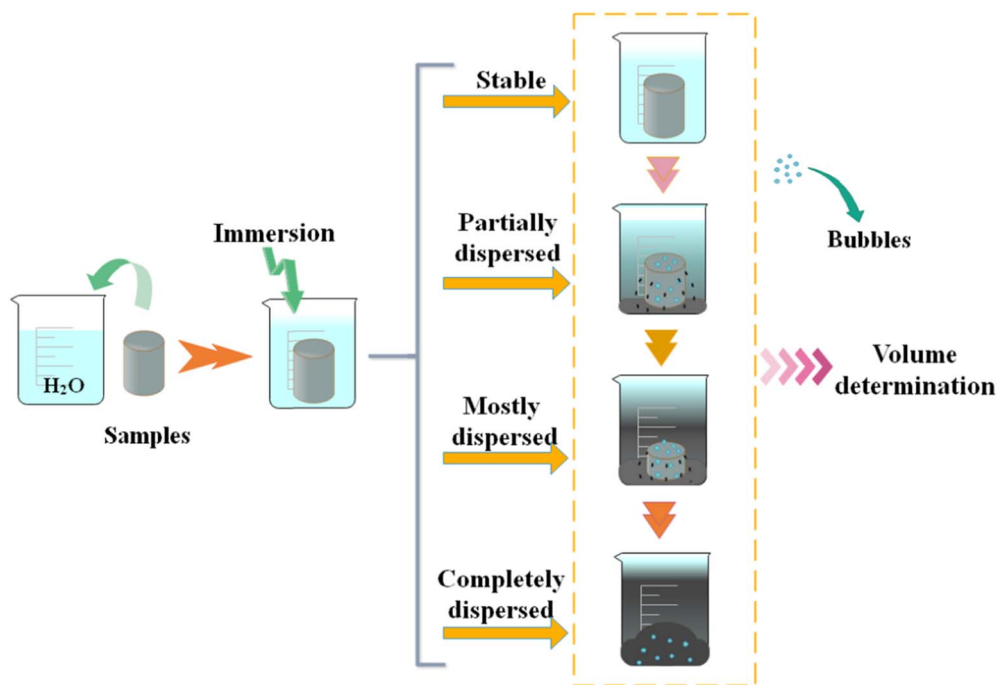 H₂O
Samples
Immersion
Stable
Partially
dispersed
Mostly
dispersed
Completely
dispersed
Bubbles
Volume
determination